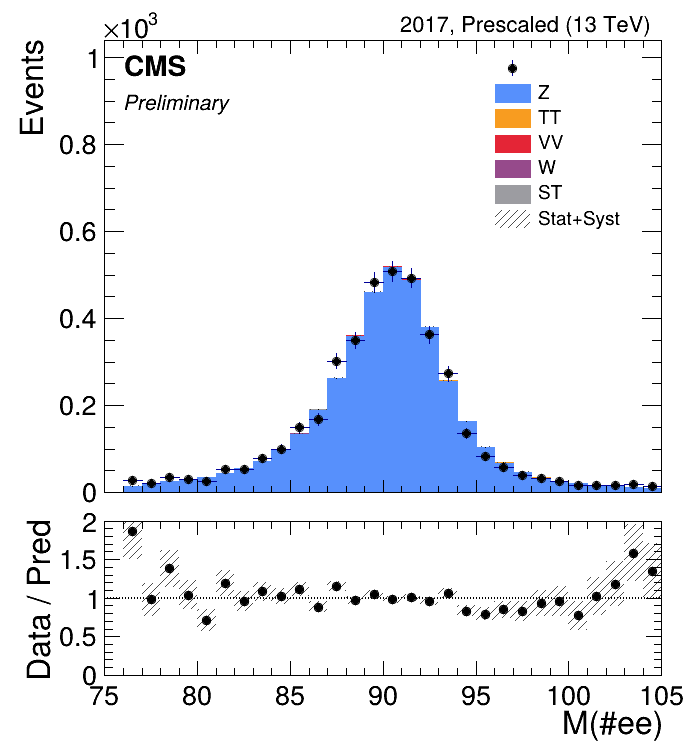 ×10³
2017, Prescaled (13 TeV)
Events
1
0.8
0.6
0.4
0.2
0
CMS
Preliminary
Z
TT
VV
W
ST
Stat+Syst
Data / Pred
2
1.5
1
0.5
0
75 80 85 90 95 100 105
M(#ee)